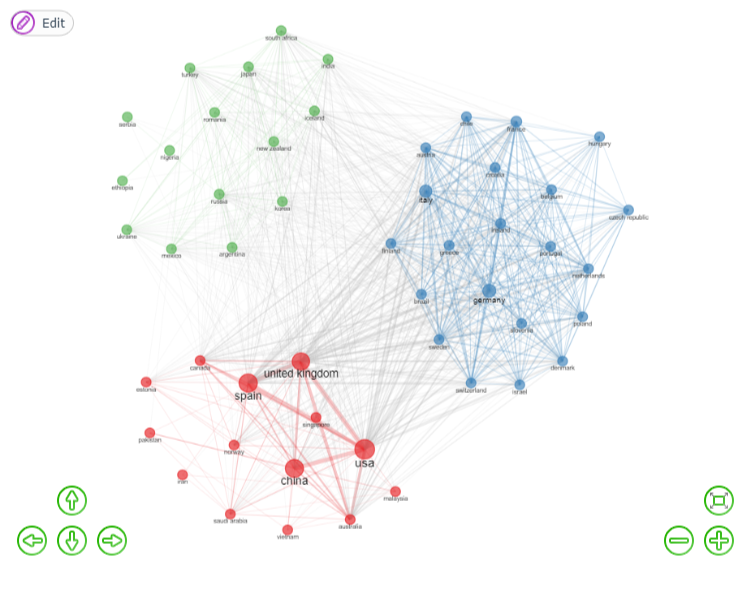 Edit
south africa
india
turkey
japan
romania
iceland
serbia
new zealand
nigeria
ethiopia
russia
korea
ukraine
mexico
argentina
chile
france
hungary
austria
croatia
italy
belgium
czech republic
ireland
finland
greece
portugal
netherlands
brazil
germany
slovenia
poland
sweden
denmark
switzerland
israel
canada
united kingdom
estonia
spain
singapore
pakistan
norway
usa
iran
china
malaysia
saudi arabia
australia
vietnam